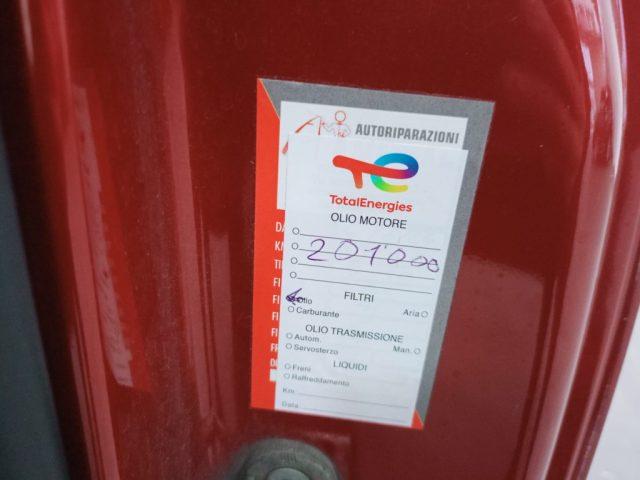 AUTORIPARAZIONI
TotalEnergies
OLIO MOTORE
201000
FILTRI
Olio
Aria
Carburante
OLIO TRASMISSIONE
Autom.
Man.
Servosterzo
LIQUIDI
Freni
Raffreddamento
Km
Data